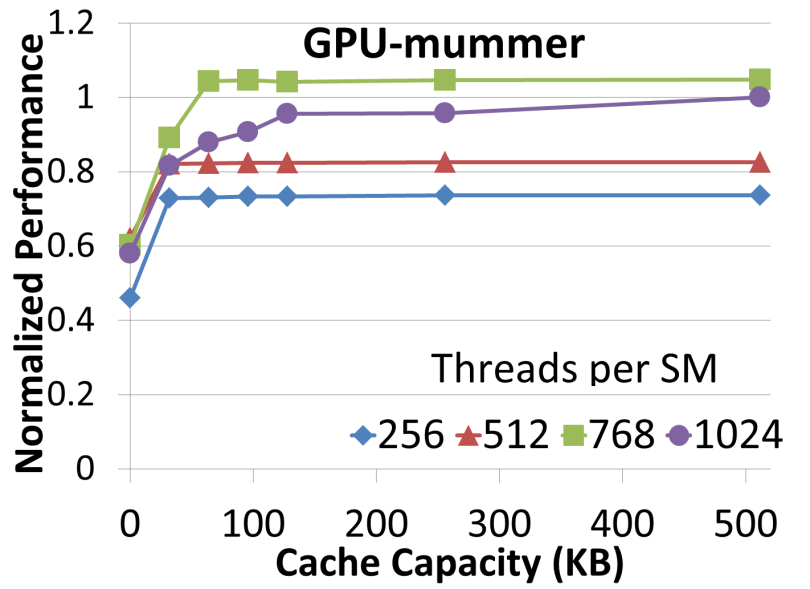 GPU-mummer
Normalized Performance
1.2
1
0.8
0.6
0.4
0.2
0
Threads per SM
256 512 768 1024
0 100 200 300 400 500
Cache Capacity (KB)